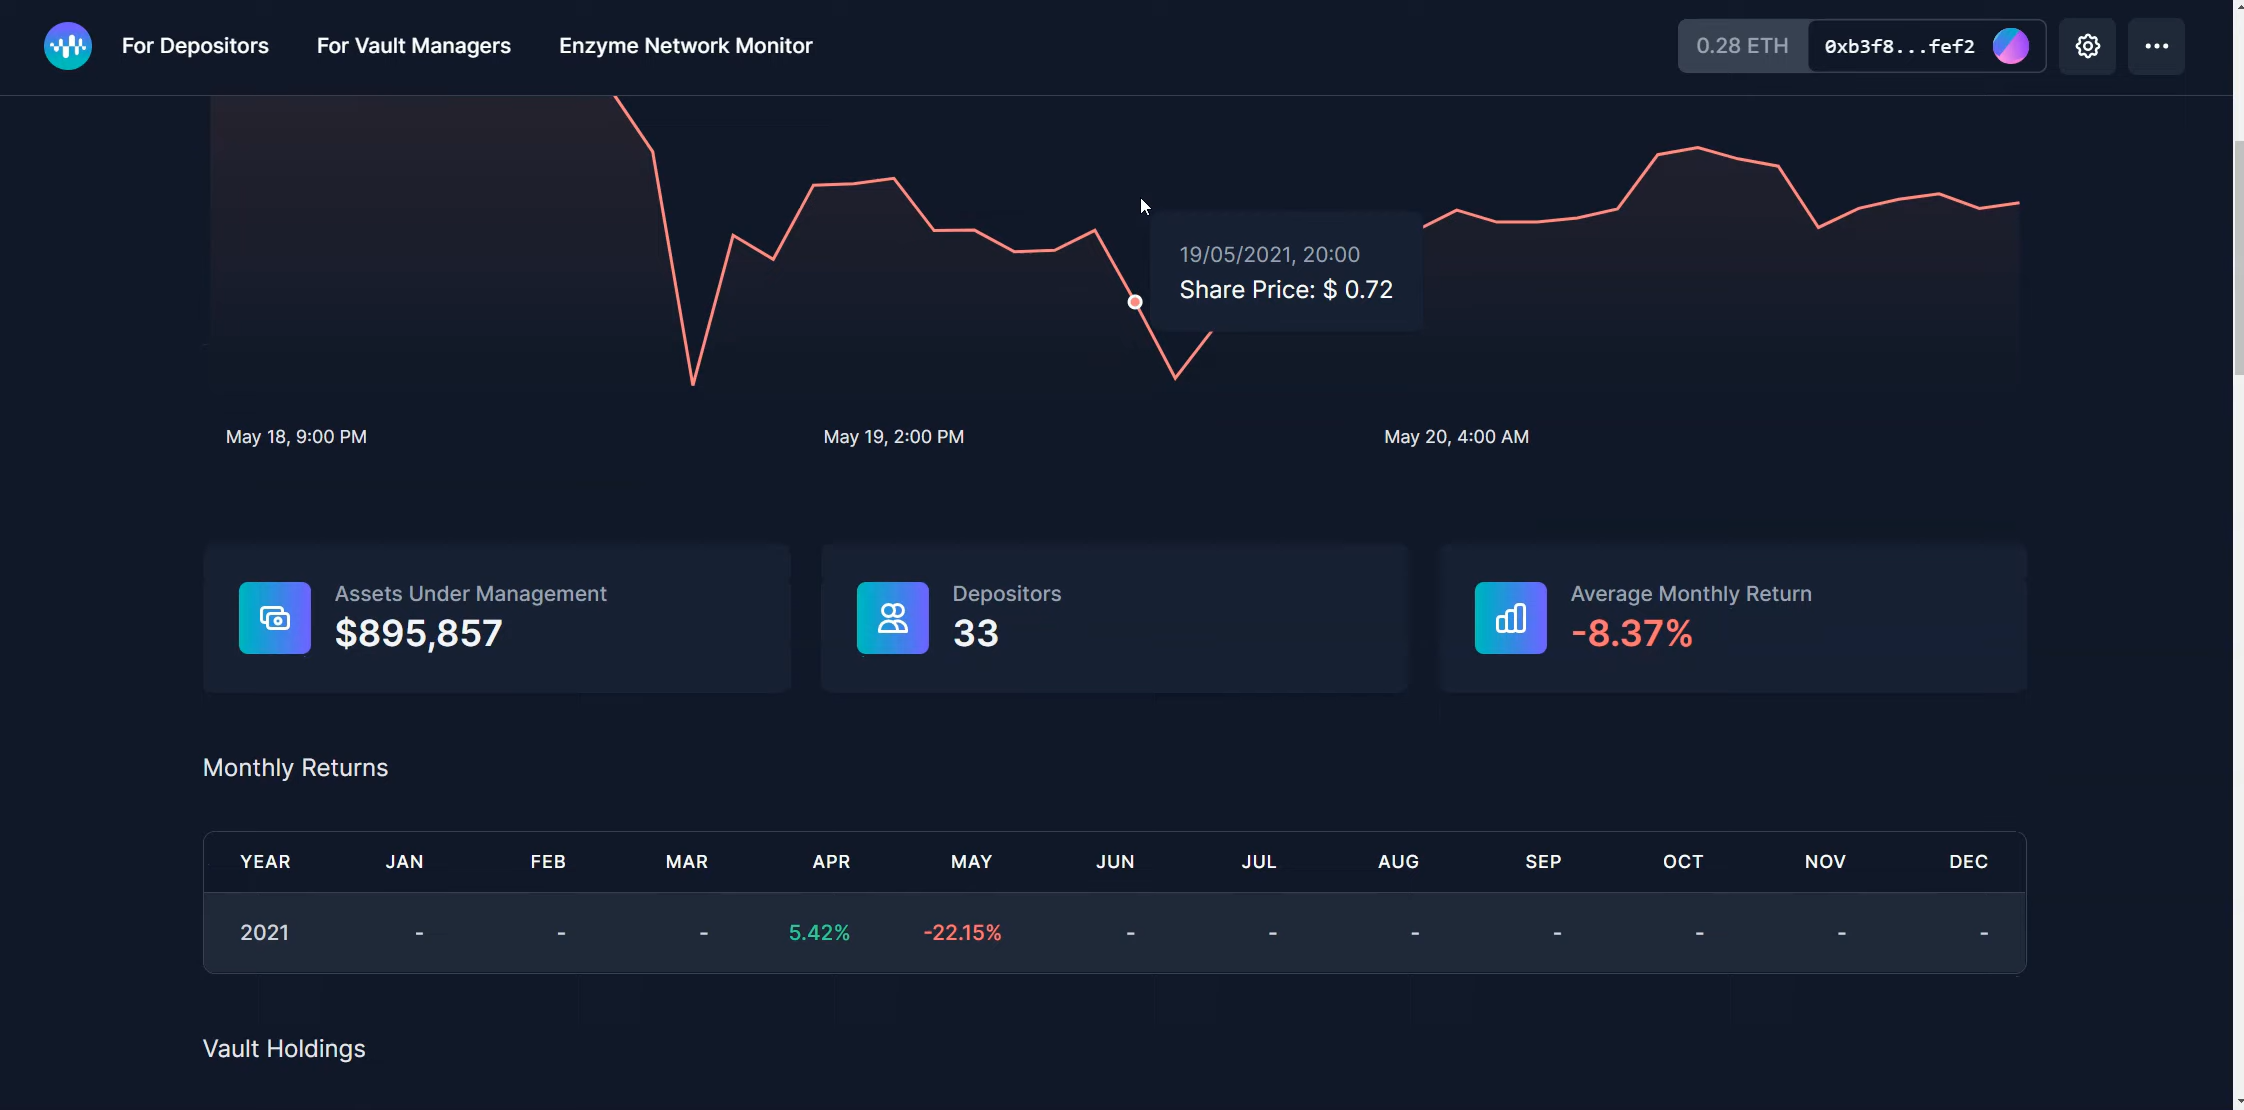 For Depositors For Vault Managers Enzyme Network Monitor 0.28 ETH 0xb3f8...fef2
19/05/2021, 20:00
Share Price: $ 0.72
May 18, 9:00 PM May 19, 2:00 PM May 20, 4:00 AM
Assets Under Management
$895,857
Depositors
33
Average Monthly Return
-8.37%
Monthly Returns
YEAR JAN FEB MAR APR MAY JUN JUL AUG SEP OCT NOV DEC
2021 - - - 5.42% -22.15% - - - - - - -
Vault Holdings